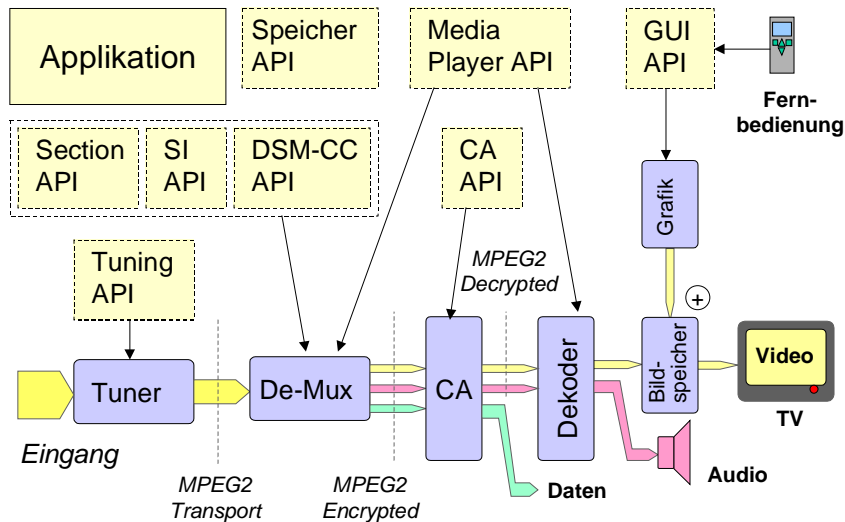 Applikation
Speicher
API
Media
Player API
GUI
API
Fern-
bedienung
Section
API
SI
API
DSM-CC
API
CA
API
Grafik
Tuning
API
MPEG2
Decrypted
+
Tuner
De-Mux
CA
Dekoder
Bild-
speicher
Video
TV
Eingang
MPEG2
Transport
MPEG2
Encrypted
Daten
Audio